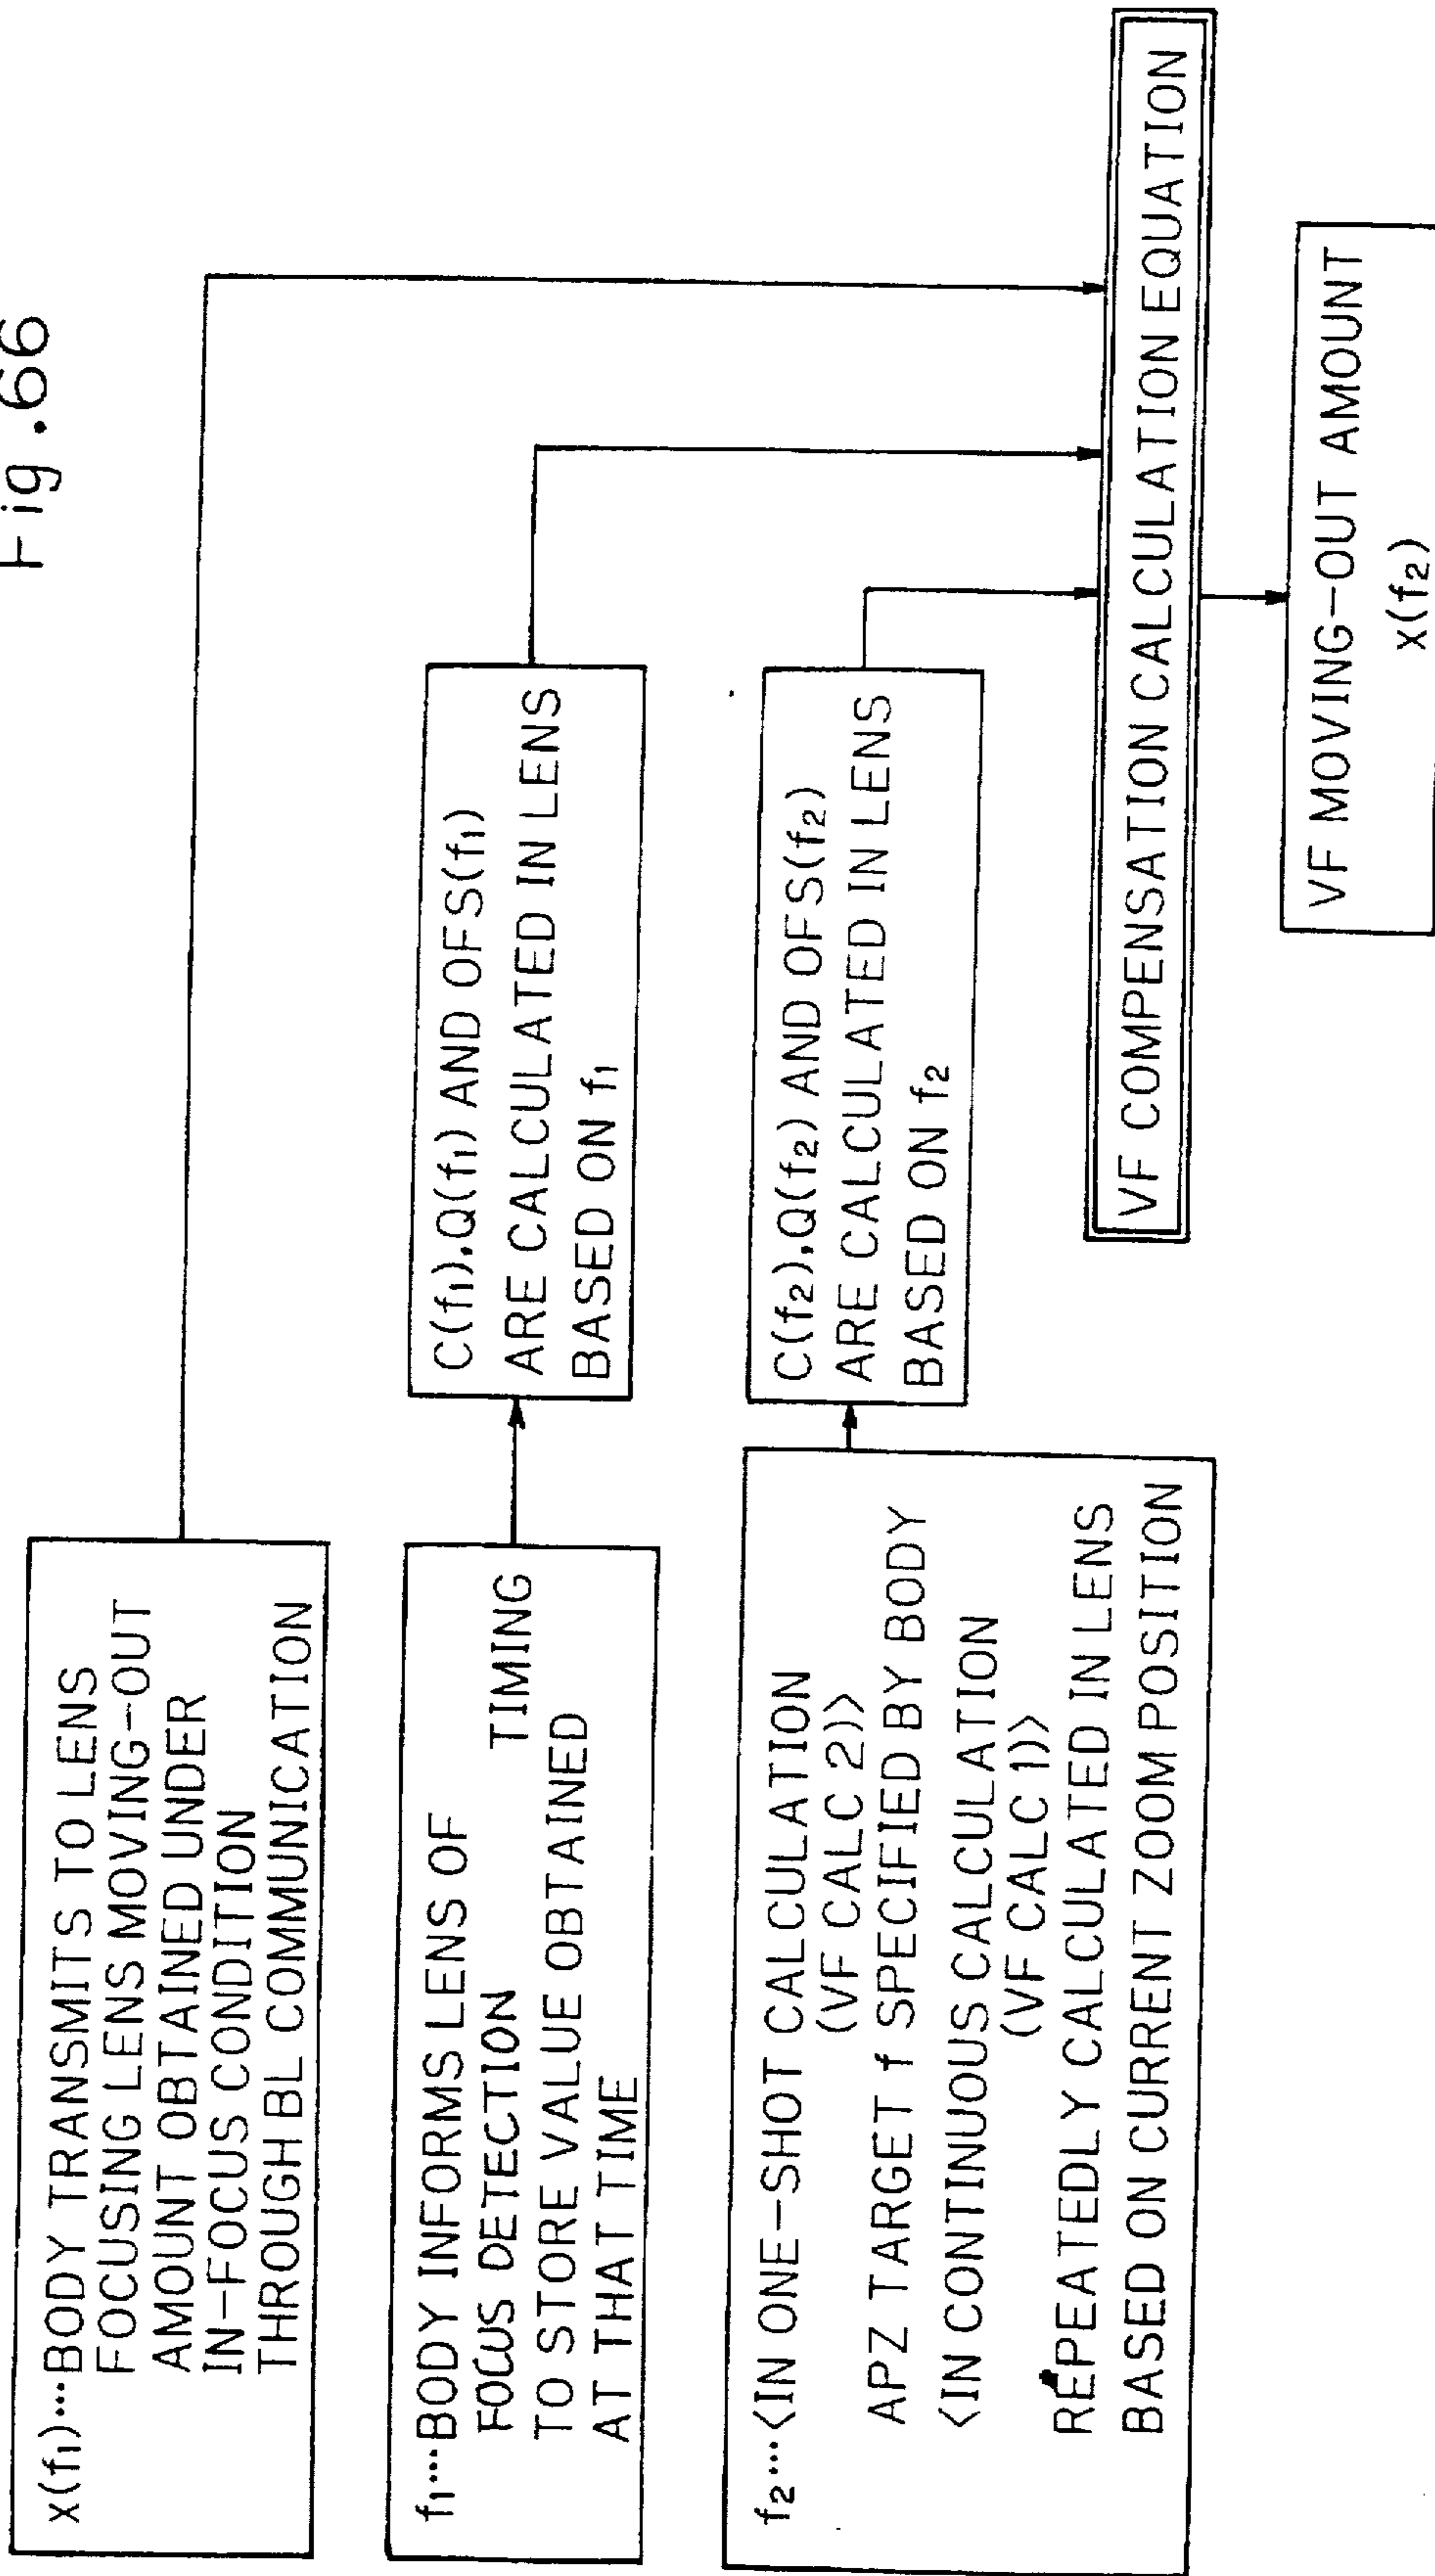 Fig.66
x(f1)…BODY TRANSMITS TO LENS
FOCUSING LENS MOVING-OUT
AMOUNT OBTAINED UNDER
IN-FOCUS CONDITION
THROUGH BL COMMUNICATION
f1…BODY INFORMS LENS OF
FOCUS DETECTION TIMING
TO STORE VALUE OBTAINED
AT THAT TIME
C(f1),Q(f1) AND OFS(f1)
ARE CALCULATED IN LENS
BASED ON f1
f2…<IN ONE-SHOT CALCULATION
(VF CALC 2)>
APZ TARGET f SPECIFIED BY BODY
<IN CONTINUOUS CALCULATION
(VF CALC 1)>
REPEATEDLY CALCULATED IN LENS
BASED ON CURRENT ZOOM POSITION
C(f2),Q(f2) AND OFS(f2)
ARE CALCULATED IN LENS
BASED ON f2
VF COMPENSATION CALCULATION EQUATION
VF MOVING-OUT AMOUNT
x(f2)